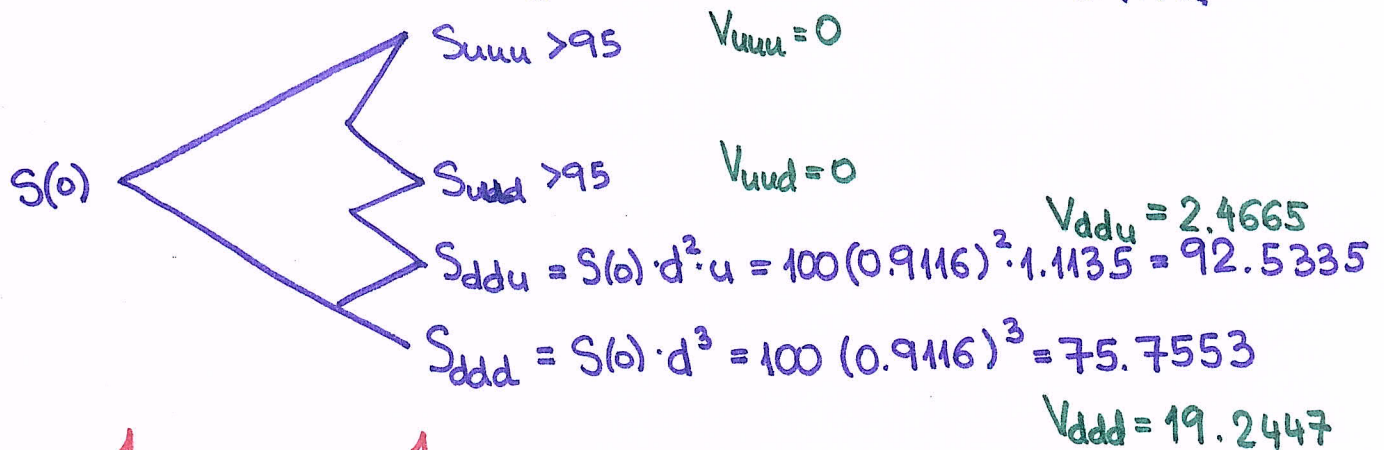 Suuu >95 Vuuu = 0
S(0) Sudd >95 Vuud = 0
Vddu = 2.4665
Sddu = S(0)·d²·u = 100(0.9116)²·1.1135 = 92.5335
Sddd = S(0)·d³ = 100 (0.9116)³ = 75.7553
Vddd = 19.2447